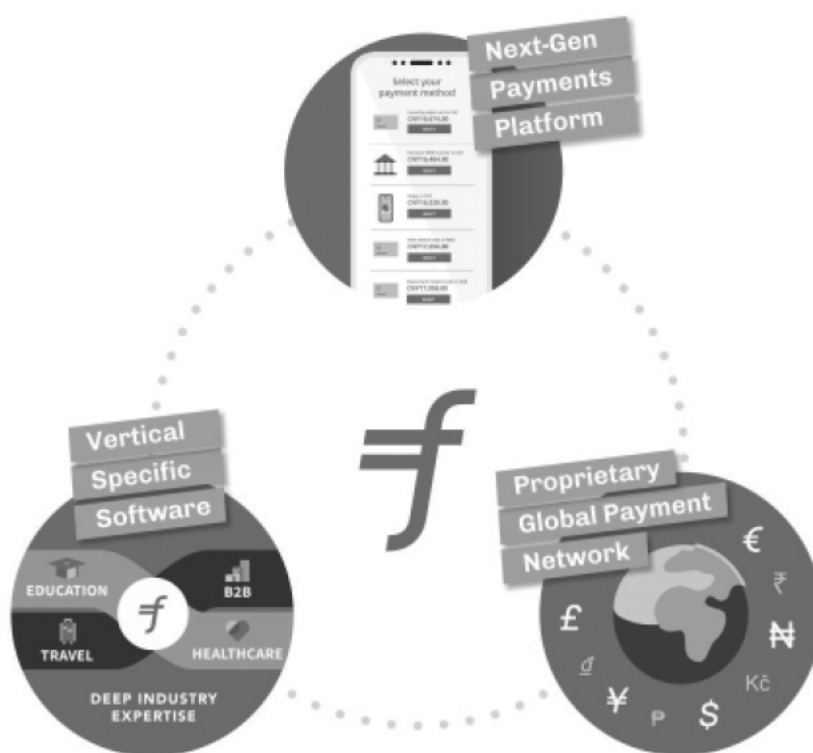 Next-Gen
Payments
Platform
Select your
payment method
Vertical
Specific
Software
EDUCATION
B2B
TRAVEL
HEALTHCARE
DEEP INDUSTRY
EXPERTISE
Proprietary
Global Payment
Network
€
₹
£
₦
₫
Kč
¥
₱
$